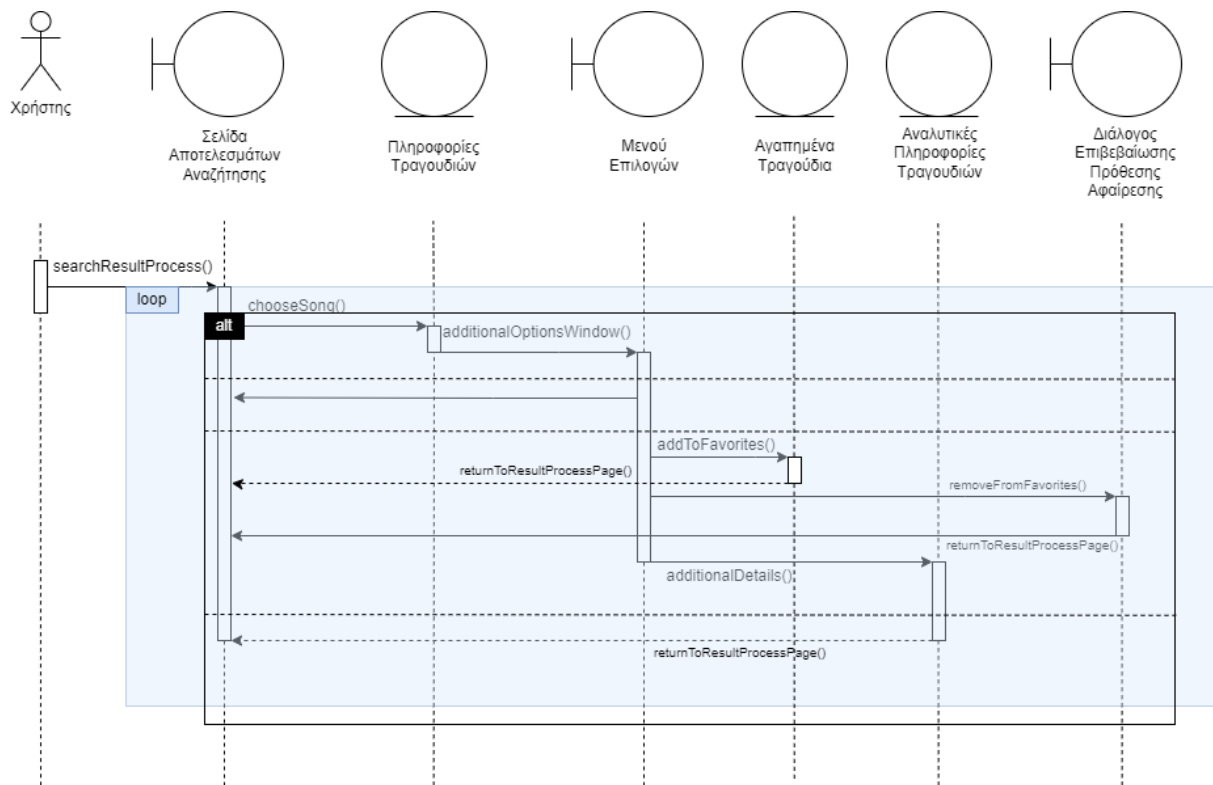 Χρήστης
Σελίδα
Αποτελεσμάτων
Αναζήτησης
Πληροφορίες
Τραγουδιών
Μενού
Επιλογών
Αγαπημένα
Τραγούδια
Αναλυτικές
Πληροφορίες
Τραγουδιών
Διάλογος
Επιβεβαίωσης
Πρόθεσης
Αφαίρεσης
searchResultProcess()
loop
chooseSong()
alt
additionalOptionsWindow()
addToFavorites()
returnToResultProcessPage()
removeFromFavorites()
returnToResultProcessPage()
additionalDetails()
returnToResultProcessPage()